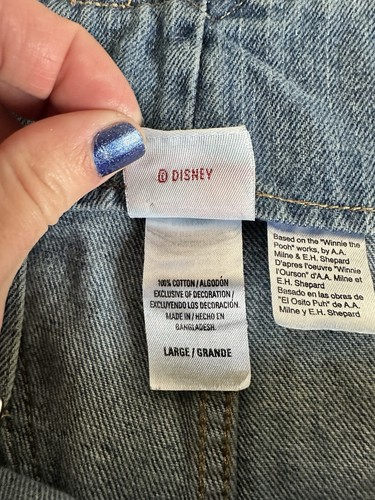 © DISNEY
100% COTTON / ALGODÓN
EXCLUSIVE OF DECORATION /
EXCLUYENDO LOS DECORACIÓN.
MADE IN / HECHO EN
BANGLADESH.
LARGE / GRANDE
Based on the "Winnie the
Pooh" works, by A.A.
Milne & E.H. Shepard
D'apres l'oeuvre "Winnie
l'Ourson" d'A.A. Milne et
E.H. Shepard
Basado en las obras de
"El Osito Puh" de A.A.
Milne y E.H. Shepard